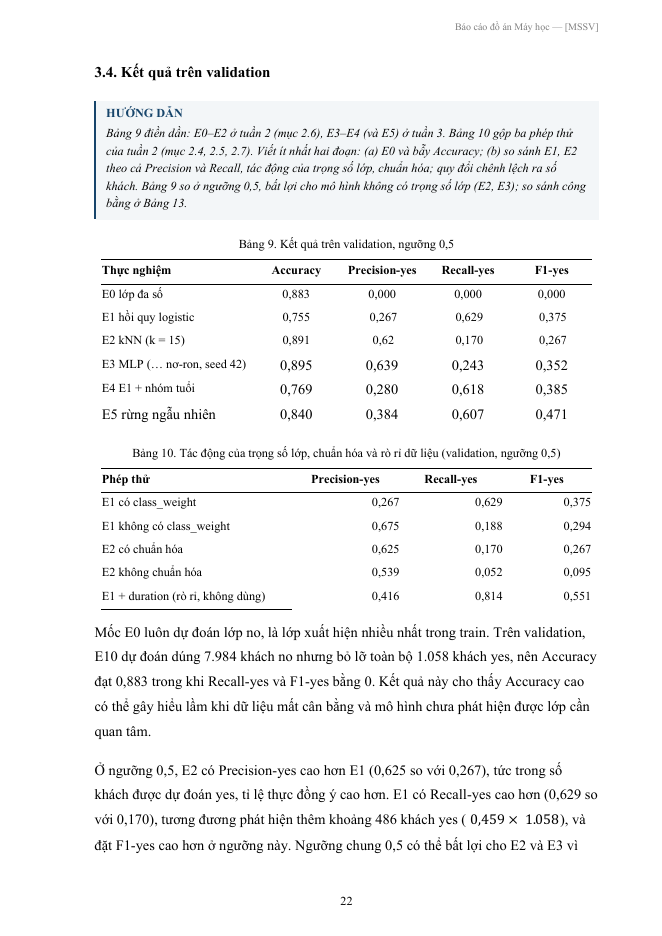 Báo cáo đồ án Máy học — [MSSV]
3.4. Kết quả trên validation
HƯỚNG DẪN
Bảng 9 điền dần: E0–E2 ở tuần 2 (mục 2.6), E3–E4 (và E5) ở tuần 3. Bảng 10 gộp ba phép thử
của tuần 2 (mục 2.4, 2.5, 2.7). Viết ít nhất hai đoạn: (a) E0 và bẫy Accuracy; (b) so sánh E1, E2
theo cả Precision và Recall, tác động của trọng số lớp, chuẩn hóa; quy đổi chênh lệch ra số
khách. Bảng 9 so ở ngưỡng 0,5, bất lợi cho mô hình không có trọng số lớp (E2, E3); so sánh công
bằng ở Bảng 13.
Bảng 9. Kết quả trên validation, ngưỡng 0,5
Thực nghiệm Accuracy Precision-yes Recall-yes F1-yes
E0 lớp đa số 0,883 0,000 0,000 0,000
E1 hồi quy logistic 0,755 0,267 0,629 0,375
E2 kNN (k = 15) 0,891 0,62 0,170 0,267
E3 MLP (… nơ-ron, seed 42) 0,895 0,639 0,243 0,352
E4 E1 + nhóm tuổi 0,769 0,280 0,618 0,385
E5 rừng ngẫu nhiên 0,840 0,384 0,607 0,471
Bảng 10. Tác động của trọng số lớp, chuẩn hóa và rò rỉ dữ liệu (validation, ngưỡng 0,5)
Phép thử Precision-yes Recall-yes F1-yes
E1 có class_weight 0,267 0,629 0,375
E1 không có class_weight 0,675 0,188 0,294
E2 có chuẩn hóa 0,625 0,170 0,267
E2 không chuẩn hóa 0,539 0,052 0,095
E1 + duration (rò rỉ, không dùng) 0,416 0,814 0,551
Mốc E0 luôn dự đoán lớp no, là lớp xuất hiện nhiều nhất trong train. Trên validation,
E10 dự đoán dúng 7.984 khách no nhưng bỏ lỡ toàn bộ 1.058 khách yes, nên Accuracy
đạt 0,883 trong khi Recall-yes và F1-yes bằng 0. Kết quả này cho thấy Accuracy cao
có thể gây hiểu lầm khi dữ liệu mất cân bằng và mô hình chưa phát hiện được lớp cần
quan tâm.
Ở ngưỡng 0,5, E2 có Precision-yes cao hơn E1 (0,625 so với 0,267), tức trong số
khách được dự đoán yes, tỉ lệ thực đồng ý cao hơn. E1 có Recall-yes cao hơn (0,629 so
với 0,170), tương đương phát hiện thêm khoảng 486 khách yes ( 0,459 × 1.058), và
đặt F1-yes cao hơn ở ngưỡng này. Ngưỡng chung 0,5 có thể bất lợi cho E2 và E3 vì
22